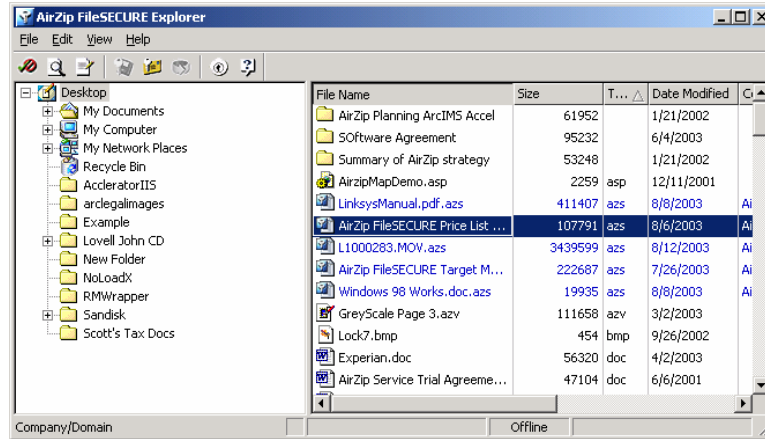 AirZip FileSECURE Explorer
File Edit View Help
Desktop
My Documents
My Computer
My Network Places
Recycle Bin
AccleratorIIS
arclegalimages
Example
Lovell John CD
New Folder
NoLoadX
RMWrapper
Sandisk
Scott's Tax Docs
File Name Size T... Date Modified C
AirZip Planning ArcIMS Accel 61952 1/21/2002
SOftware Agreement 95232 6/4/2003
Summary of AirZip strategy 53248 1/21/2002
AirzipMapDemo.asp 2259 asp 12/11/2001
LinksysManual.pdf.azs 411407 azs 8/8/2003 Ai
AirZip FileSECURE Price List ... 107791 azs 8/6/2003 Ai
L1000283.MOV.azs 3439599 azs 8/12/2003 Ai
AirZip FileSECURE Target M... 222687 azs 7/26/2003 Ai
Windows 98 Works.doc.azs 19935 azs 8/8/2003 Ai
GreyScale Page 3.azv 111658 azv 3/2/2003
Lock7.bmp 454 bmp 9/26/2002
Experian.doc 56320 doc 4/2/2003
AirZip Service Trial Agreeme... 47104 doc 6/6/2001
Company/Domain Offline